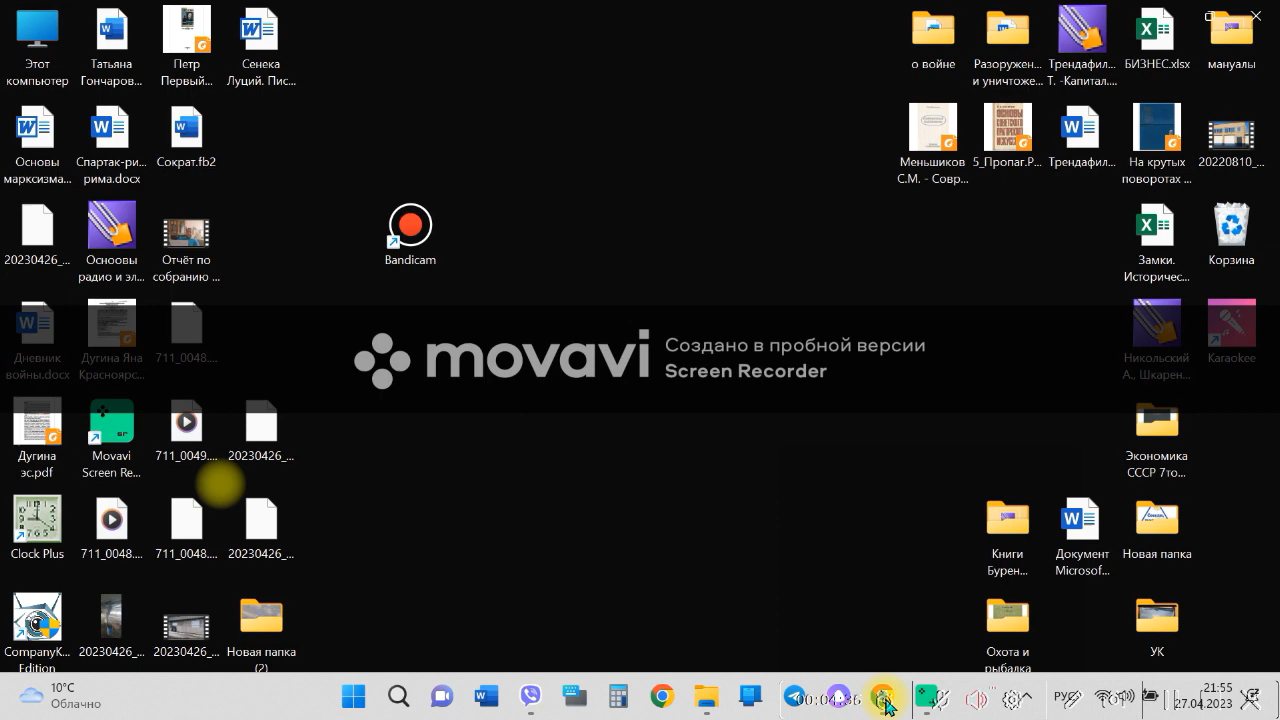 Этот
компьютер
Татьяна
Гончаров...
Петр
Первый...
Сенека
Луций. Пис...
о войне
Разоружен...
и уничтоже...
Трендафил...
Т. -Капитал....
БИЗНЕС.xlsx
мануалы
Основы
марксизма...
Спартак-ри...
рима.docx
Сократ.fb2
Меньшиков
С.М. - Совр...
5_Пропаг.Р...
Трендафил...
На крутых
поворотах ...
20220810_...
20230426_...
Осноовы
радио и эл...
Отчёт по
собранию ...
Bandicam
Замки.
Историчес...
Корзина
Дневник
войны.docx
Дугина Яна
Красноярс...
711_0048....
movavi
Создано в пробной версии
Screen Recorder
Никольский
А., Шкарен...
Karaokee
Дугина
эс.pdf
Movavi
Screen Re...
711_0049....
20230426_...
Экономика
СССР 7то...
Clock Plus
711_0048....
711_0048....
20230426_...
Книги
Бурен...
Документ
Microsof...
Новая папка
CompanyK...
Edition
20230426_...
20230426_...
Новая папка
(2)
Охота и
рыбалка
УК
10°C
Облачно
21:55
27.04.2023